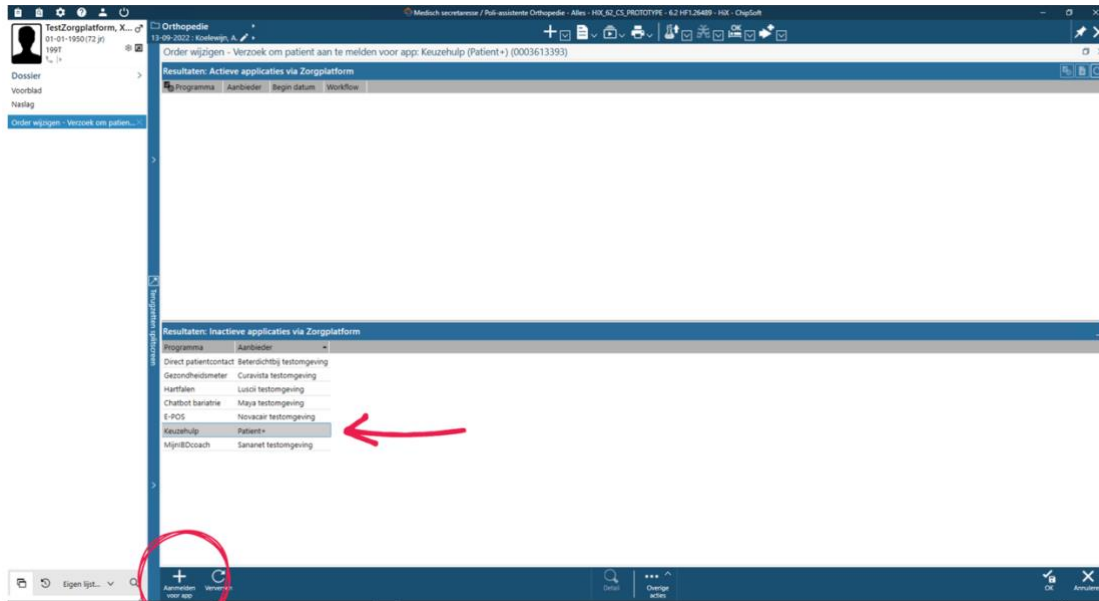 Medisch secretaresse / Poli-assistente Orthopedie - Alles - HiX_62_CS_PROTOTYPE - 6.2 HF1.26489 - HiX - ChipSoft
TestZorgplatform, X...
01-01-1950 (72 jr)
199T
Orthopedie
13-09-2022 : Koelewijn, A.
Dossier
Voorblad
Naslag
Order wijzigen - Verzoek om patien...
Order wijzigen - Verzoek om patient aan te melden voor app: Keuzehulp (Patient+) (0003613393)
Resultaten: Actieve applicaties via Zorgplatform
Programma Aanbieder Begin datum Workflow
Terugzetten splitscreen
Resultaten: Inactieve applicaties via Zorgplatform
Programma Aanbieder
Direct patientcontact Beterdichtbij testomgeving
Gezondheidsmeter Curavista testomgeving
Hartfalen Luscii testomgeving
Chatbot bariatrie Maya testomgeving
E-POS Novacair testomgeving
Keuzehulp Patient+
MijnIBDcoach Sananet testomgeving
Eigen lijst...
Aanmelden voor app
Detail
Overige acties
OK
Annuleren